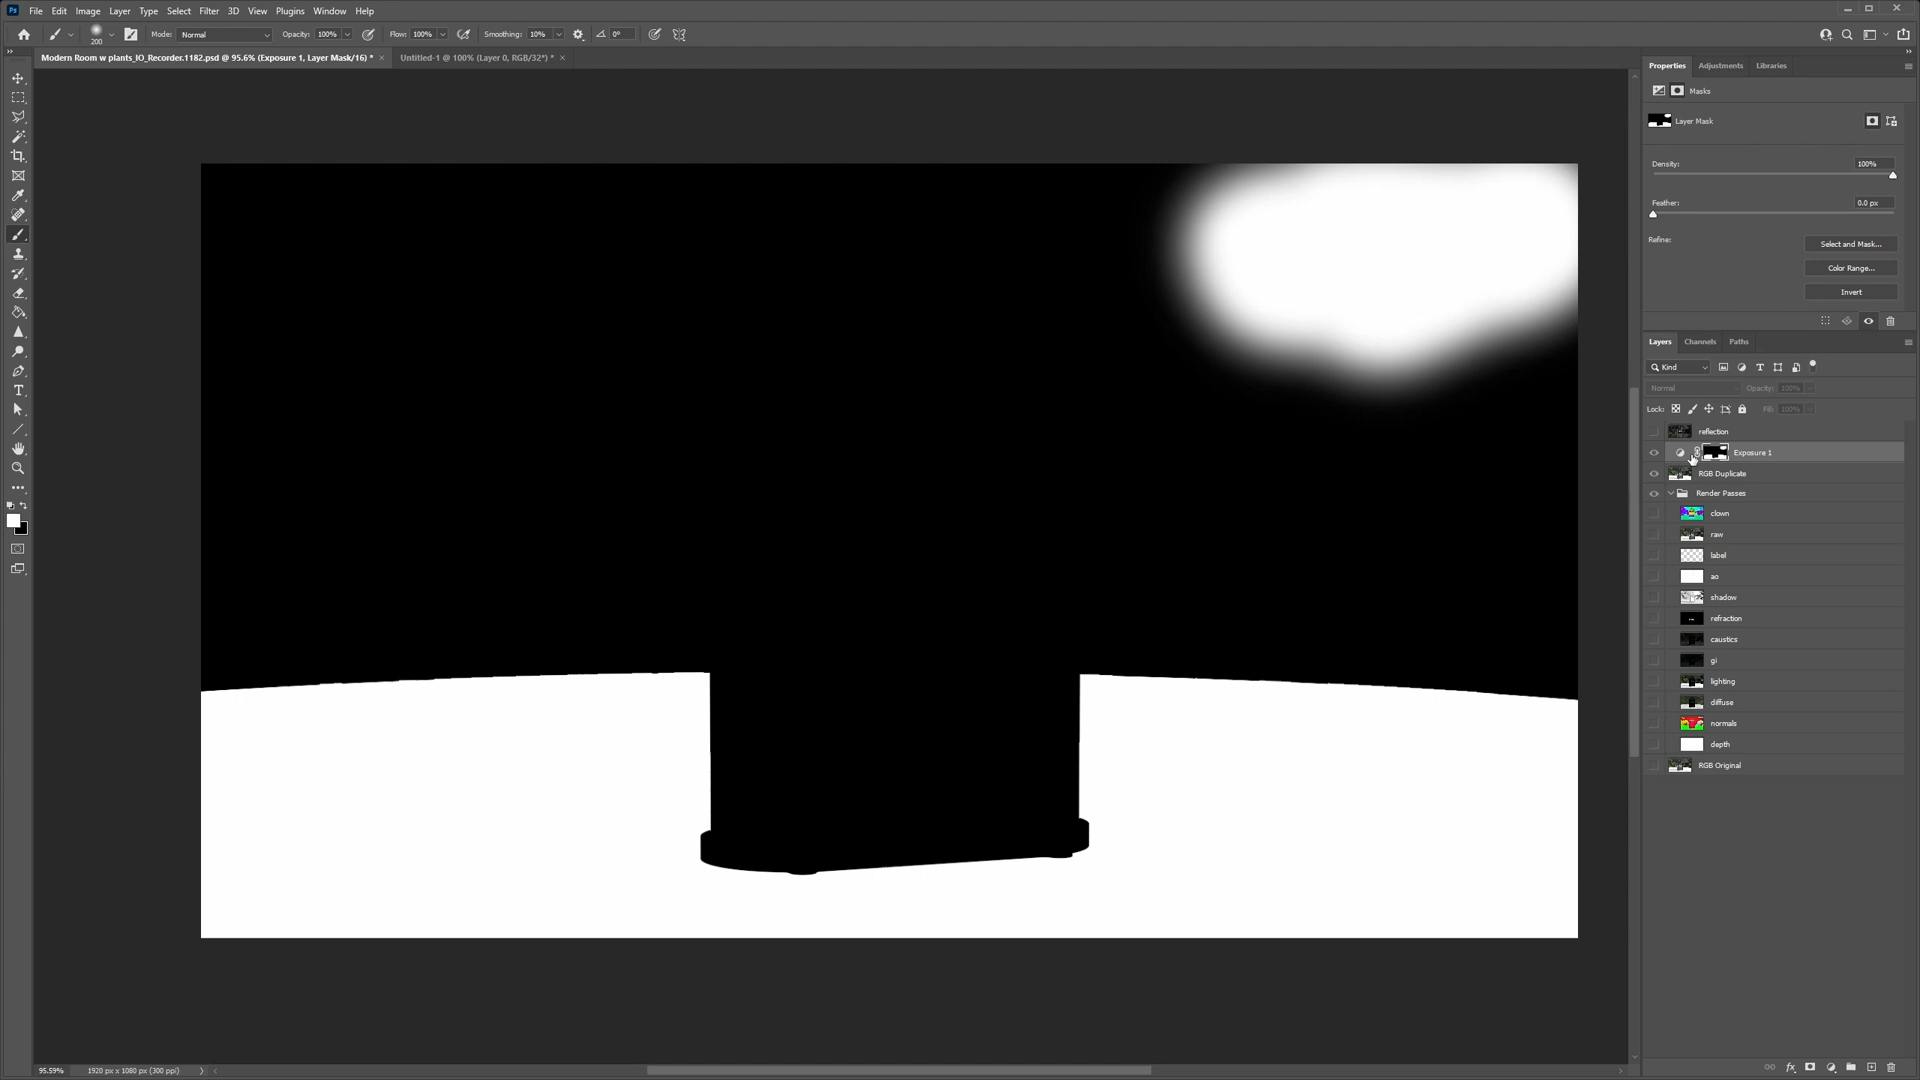 Ps File Edit Image Layer Type Select Filter 3D View Plugins Window Help
200 Mode: Normal Opacity: 100% Flow: 100% Smoothing: 10% 0°
Modern Room w plants_IO_Recorder.1182.psd @ 95.6% (Exposure 1, Layer Mask/16) * Untitled-1 @ 100% (Layer 0, RGB/32*) *
Properties Adjustments Libraries
Masks
Layer Mask
Density: 100%
Feather: 0.0 px
Refine: Select and Mask...
Color Range...
Invert
Layers Channels Paths
Kind
Normal Opacity: 100%
Lock: Fill: 100%
reflection
Exposure 1
RGB Duplicate
Render Passes
clown
raw
label
ao
shadow
refraction
caustics
gi
lighting
diffuse
normals
depth
RGB Original
95.59% 1920 px x 1080 px (300 ppi)